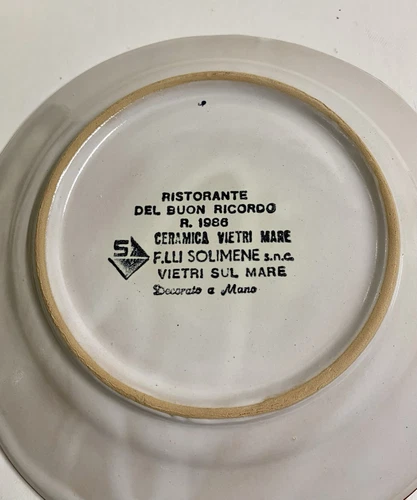 RISTORANTE
DEL BUON RICORDO
R. 1986
CERAMICA VIETRI MARE
S F.LLI SOLIMENE s.n.c.
VIETRI SUL MARE
Decorato a Mano